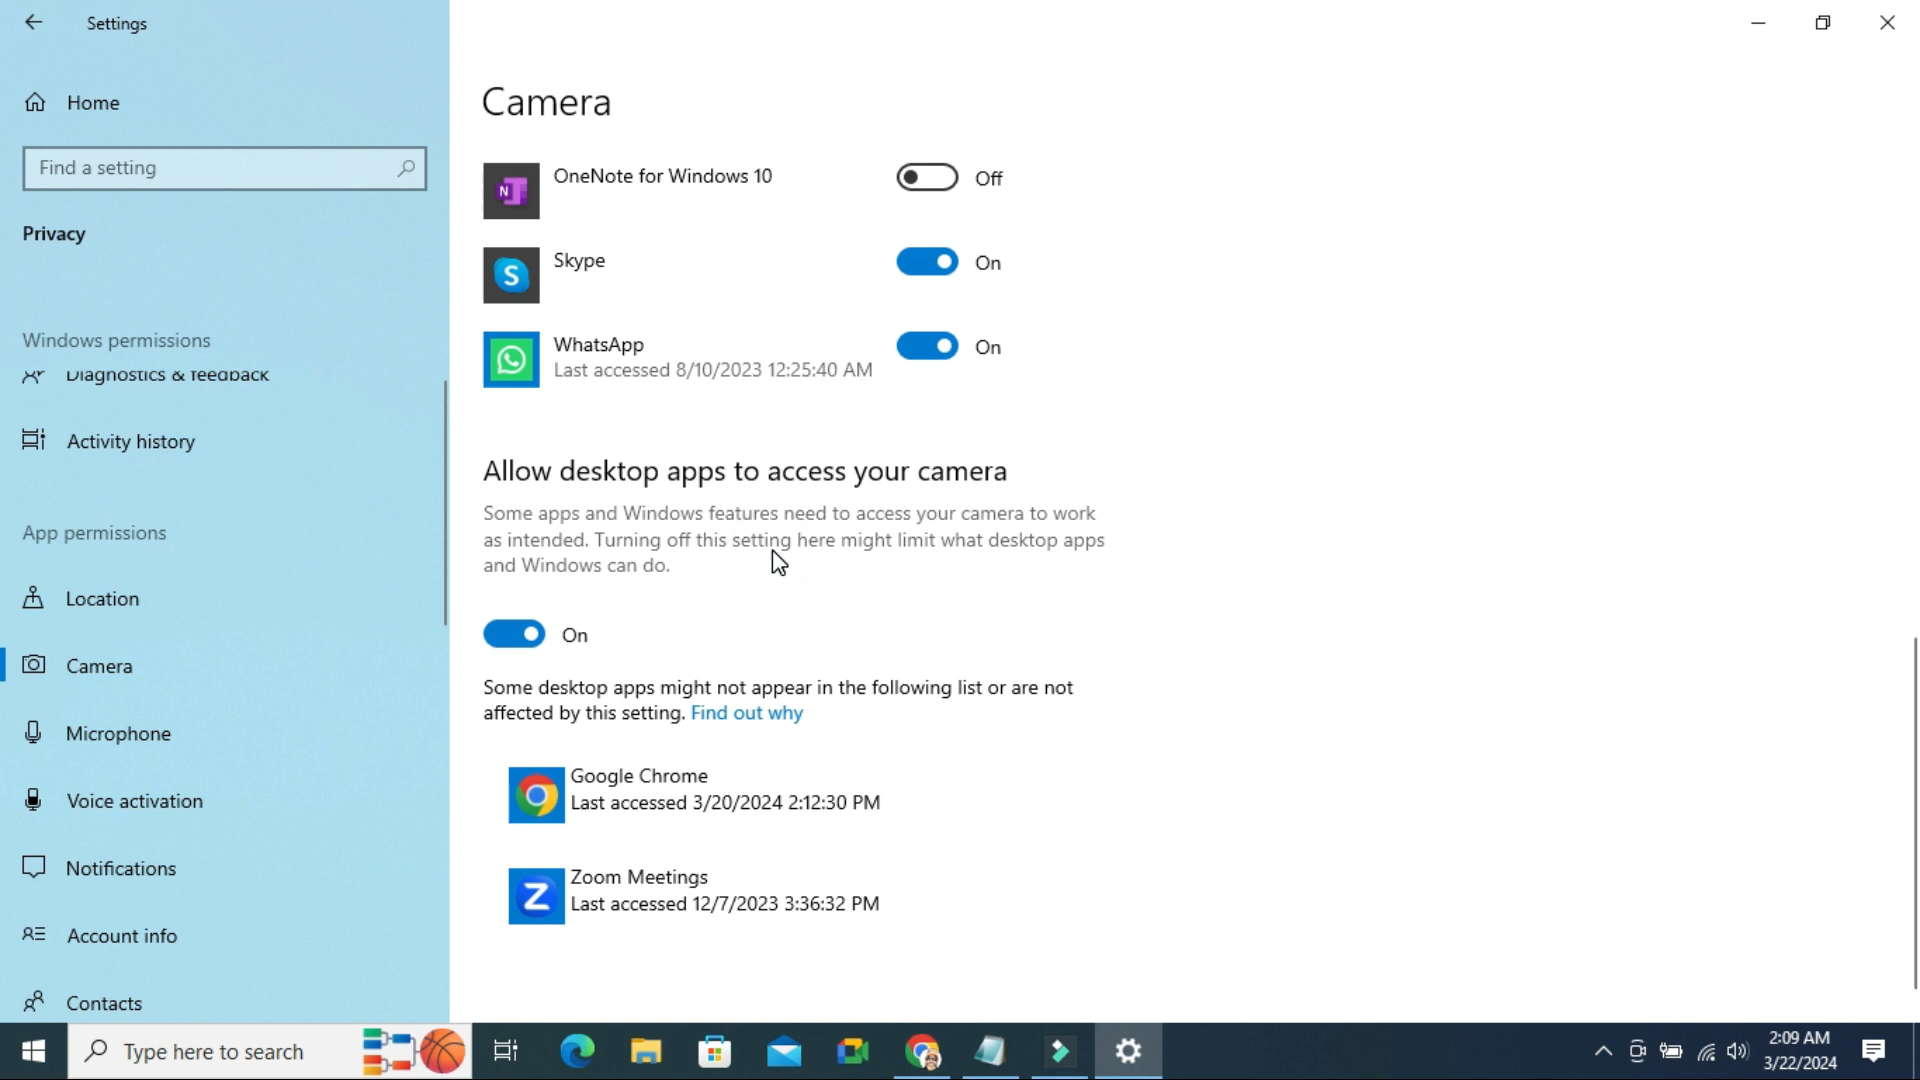 Settings
Home
Find a setting
Privacy
Windows permissions
Diagnostics & feedback
Activity history
App permissions
Location
Camera
Microphone
Voice activation
Notifications
Account info
Contacts
Camera
N
OneNote for Windows 10
Off
S
Skype
On
WhatsApp
Last accessed 8/10/2023 12:25:40 AM
On
Allow desktop apps to access your camera
Some apps and Windows features need to access your camera to work
as intended. Turning off this setting here might limit what desktop apps
and Windows can do.
On
Some desktop apps might not appear in the following list or are not
affected by this setting. Find out why
Google Chrome
Last accessed 3/20/2024 2:12:30 PM
Z
Zoom Meetings
Last accessed 12/7/2023 3:36:32 PM
Type here to search
2:09 AM
3/22/2024